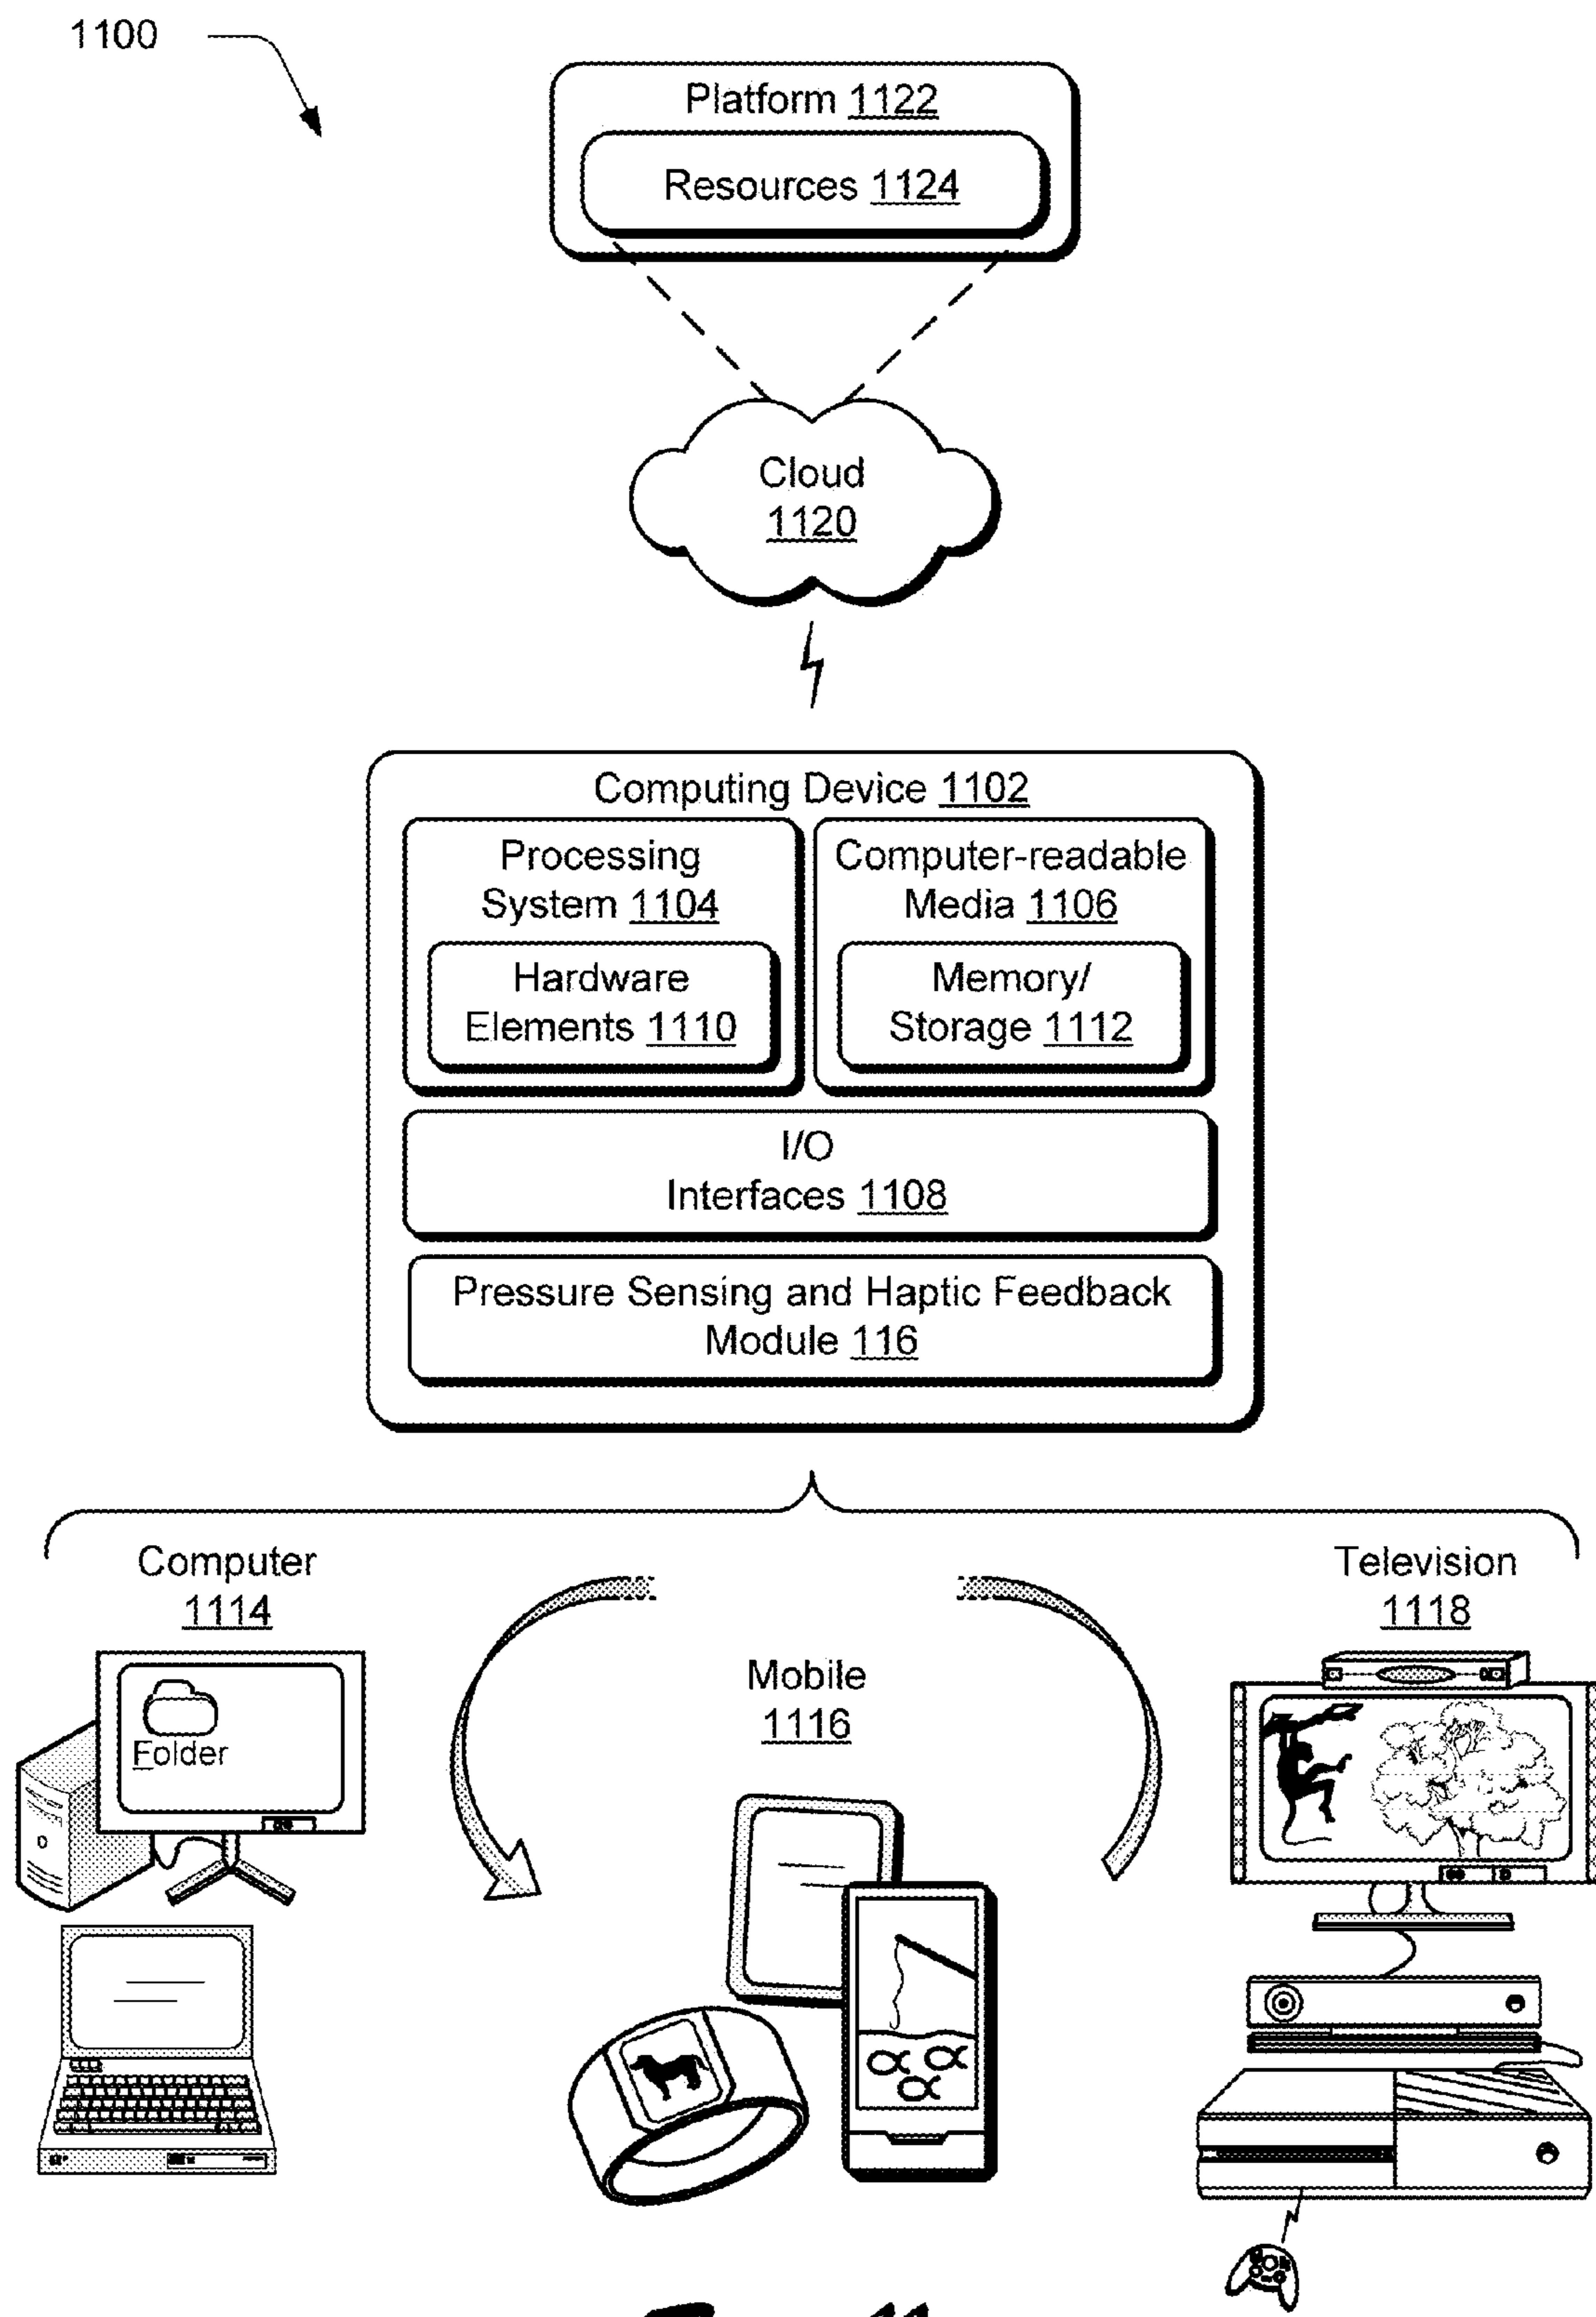 1100
Platform 1122
Resources 1124
Cloud
1120
Computing Device 1102
Processing
System 1104
Computer-readable
Media 1106
Hardware
Elements 1110
Memory/
Storage 1112
I/O
Interfaces 1108
Pressure Sensing and Haptic Feedback
Module 116
Computer
1114
Television
1118
Mobile
1116
Folder